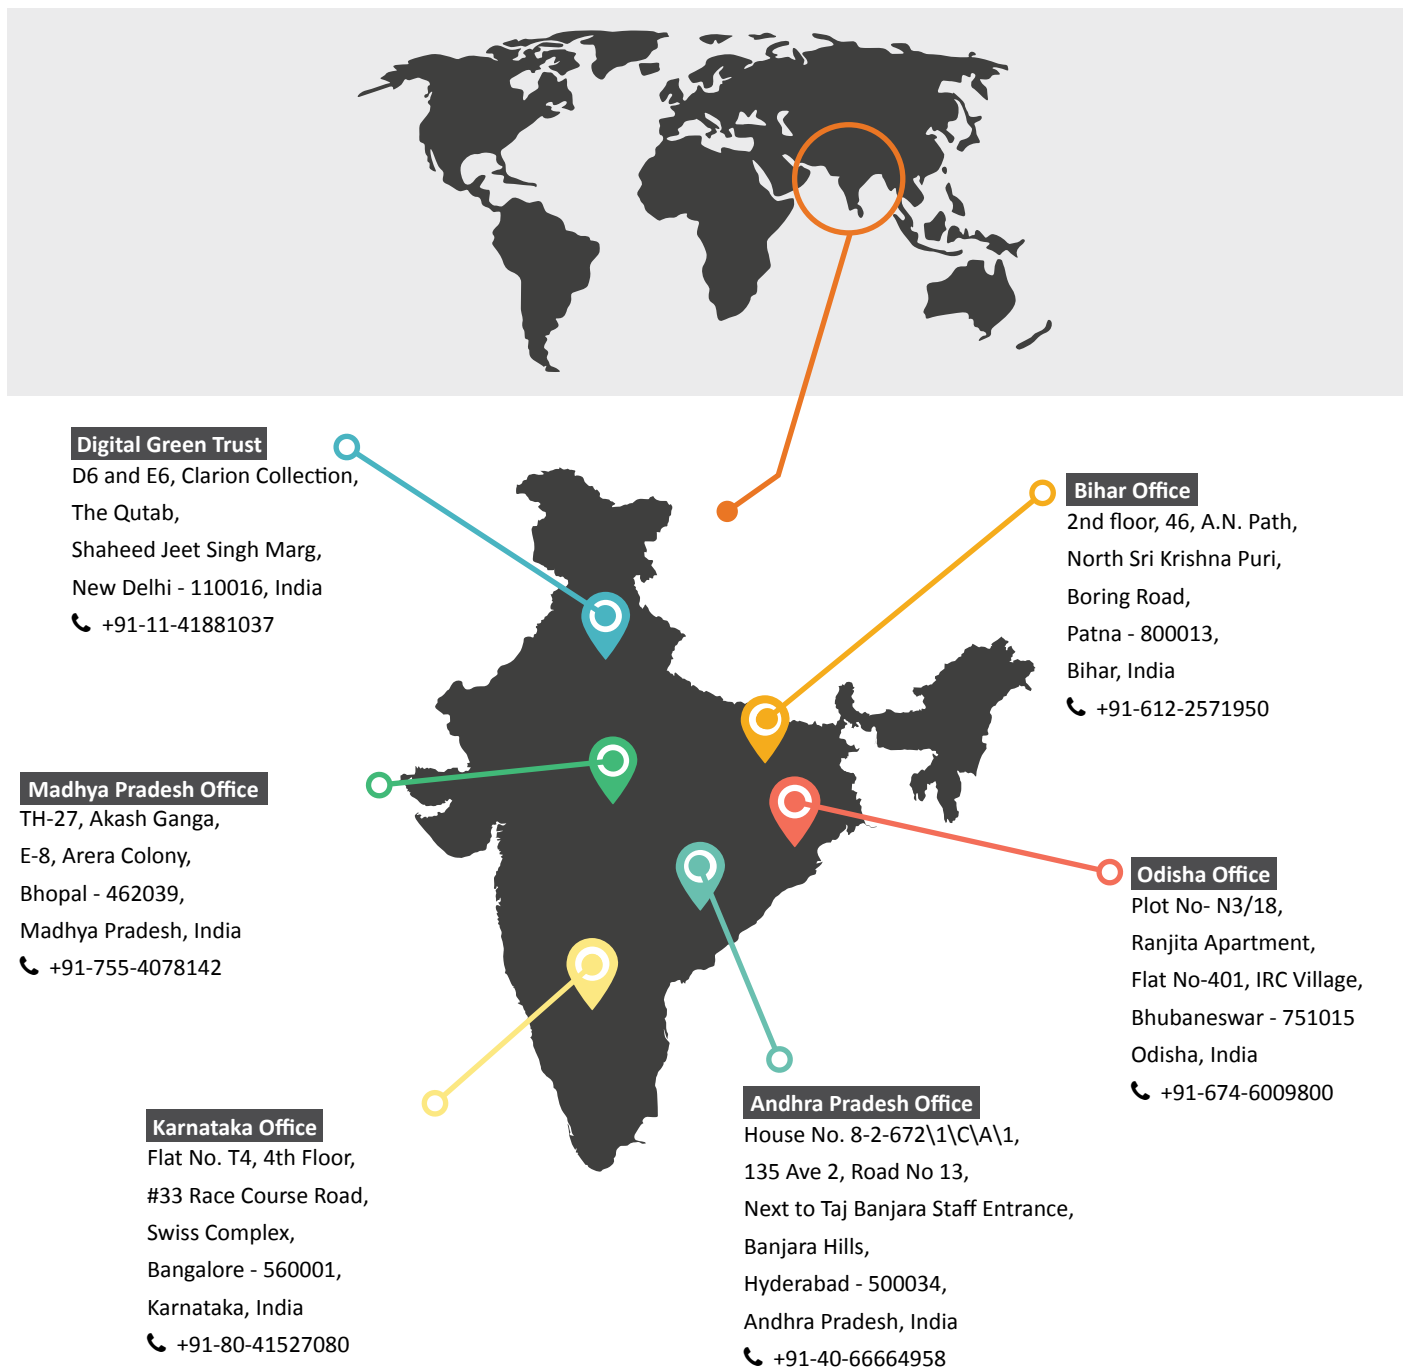 Digital Green Trust
D6 and E6, Clarion Collection,
The Qutab,
Shaheed Jeet Singh Marg,
New Delhi - 110016, India
+91-11-41881037
Bihar Office
2nd floor, 46, A.N. Path,
North Sri Krishna Puri,
Boring Road,
Patna - 800013,
Bihar, India
+91-612-2571950
Madhya Pradesh Office
TH-27, Akash Ganga,
E-8, Arera Colony,
Bhopal - 462039,
Madhya Pradesh, India
+91-755-4078142
Odisha Office
Plot No- N3/18,
Ranjita Apartment,
Flat No-401, IRC Village,
Bhubaneswar - 751015
Odisha, India
+91-674-6009800
Karnataka Office
Flat No. T4, 4th Floor,
#33 Race Course Road,
Swiss Complex,
Bangalore - 560001,
Karnataka, India
+91-80-41527080
Andhra Pradesh Office
House No. 8-2-672\1\C\A\1,
135 Ave 2, Road No 13,
Next to Taj Banjara Staff Entrance,
Banjara Hills,
Hyderabad - 500034,
Andhra Pradesh, India
+91-40-66664958